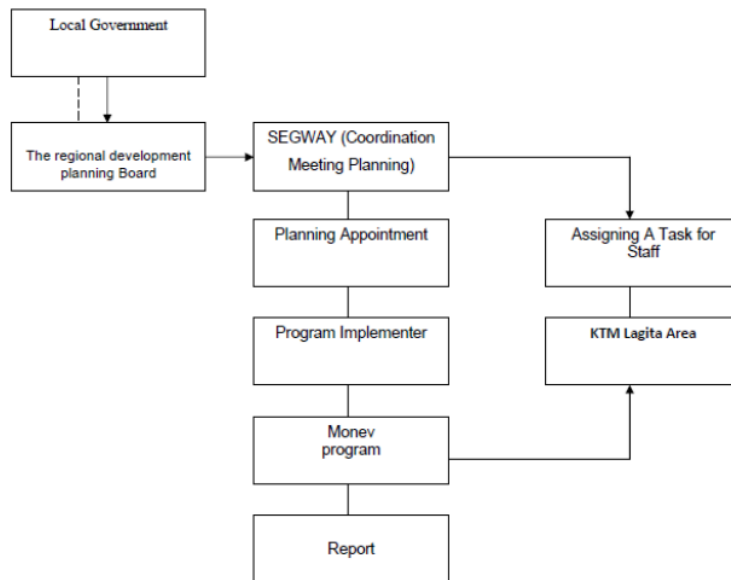 Local Government
The regional development
planning Board
SEGWAY (Coordination
Meeting Planning)
Planning Appointment
Assigning A Task for
Staff
Program Implementer
KTM Lagita Area
Monev
program
Report